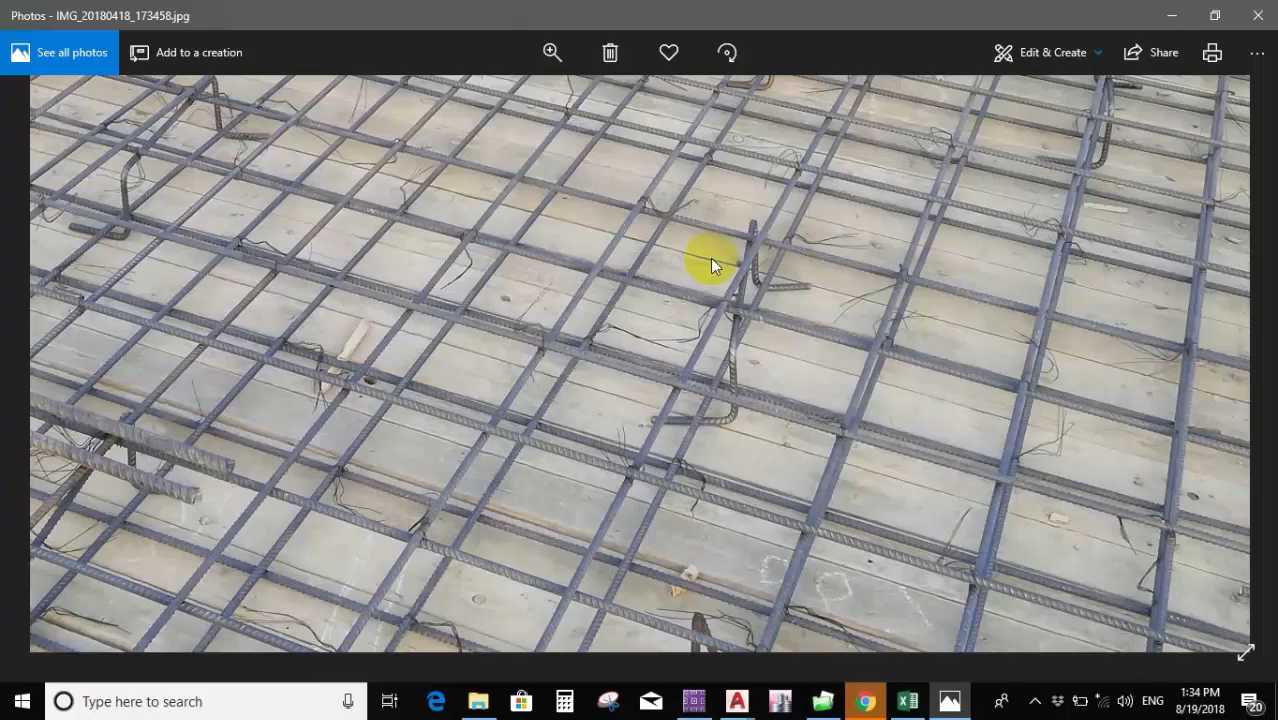 Photos - IMG_20180418_173458.jpg
See all photos
Add to a creation
Edit & Create
Share
Type here to search
ENG
1:34 PM
8/19/2018
20